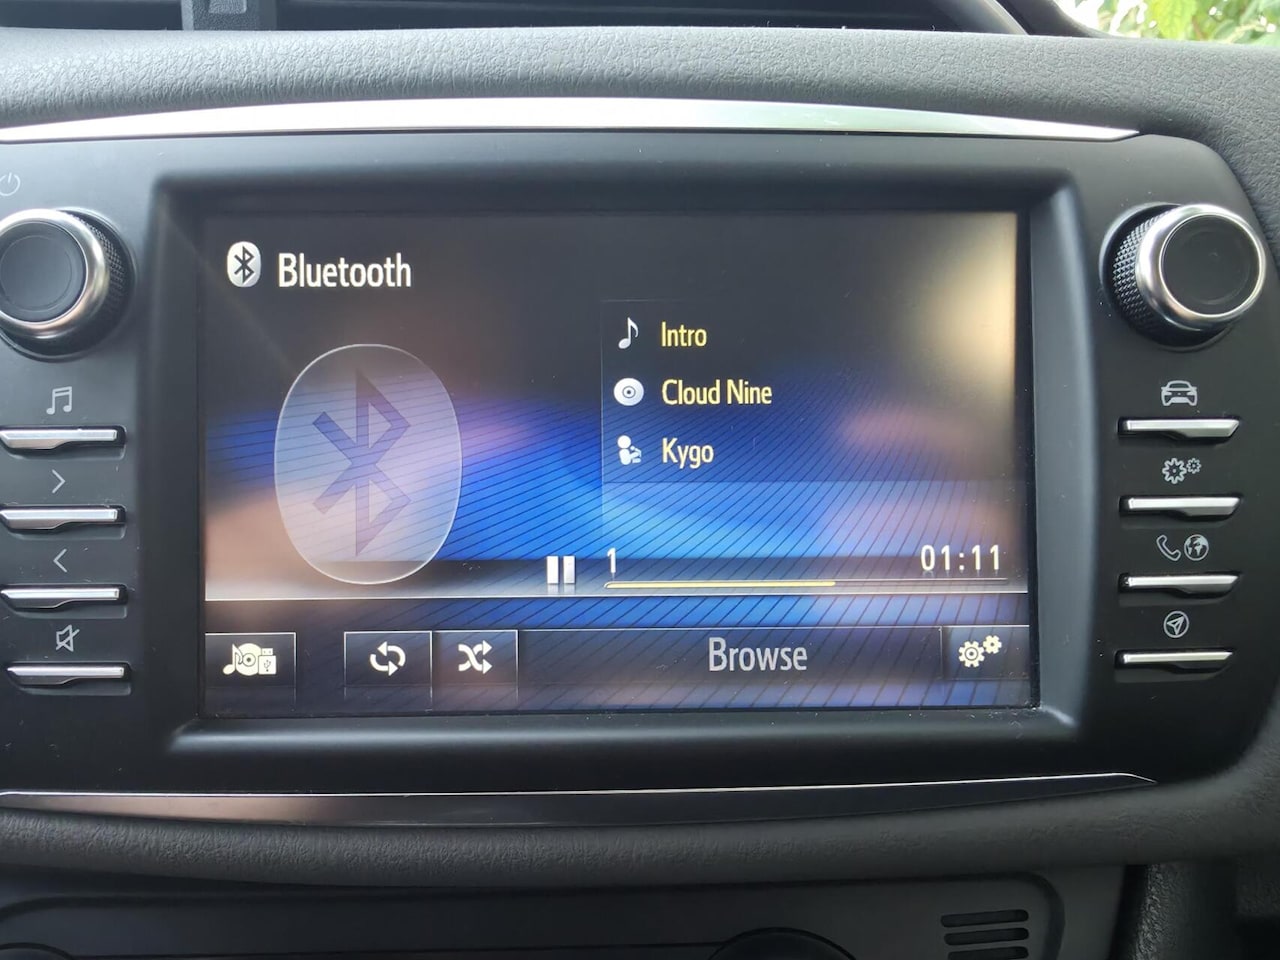 Bluetooth
Intro
Cloud Nine
Kygo
1
01:11
Browse